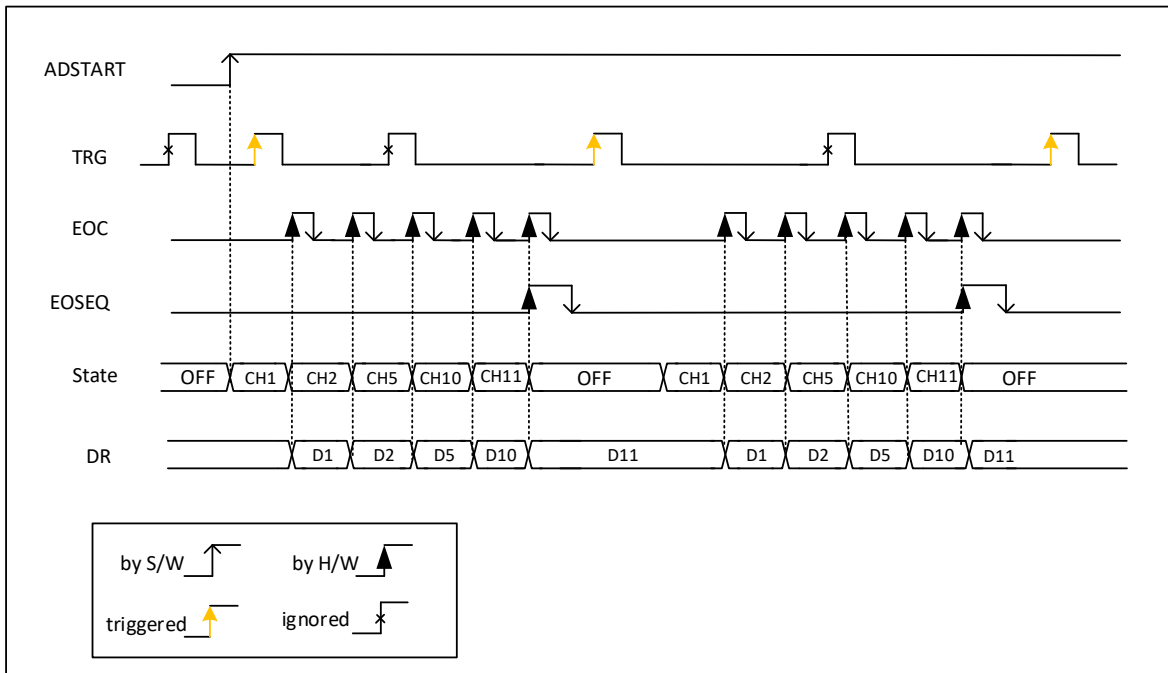 ADSTART
TRG
EOC
EOSEQ
State OFF CH1 CH2 CH5 CH10 CH11 OFF CH1 CH2 CH5 CH10 CH11 OFF
DR D1 D2 D5 D10 D11 D1 D2 D5 D10 D11
by S/W by H/W
triggered ignored